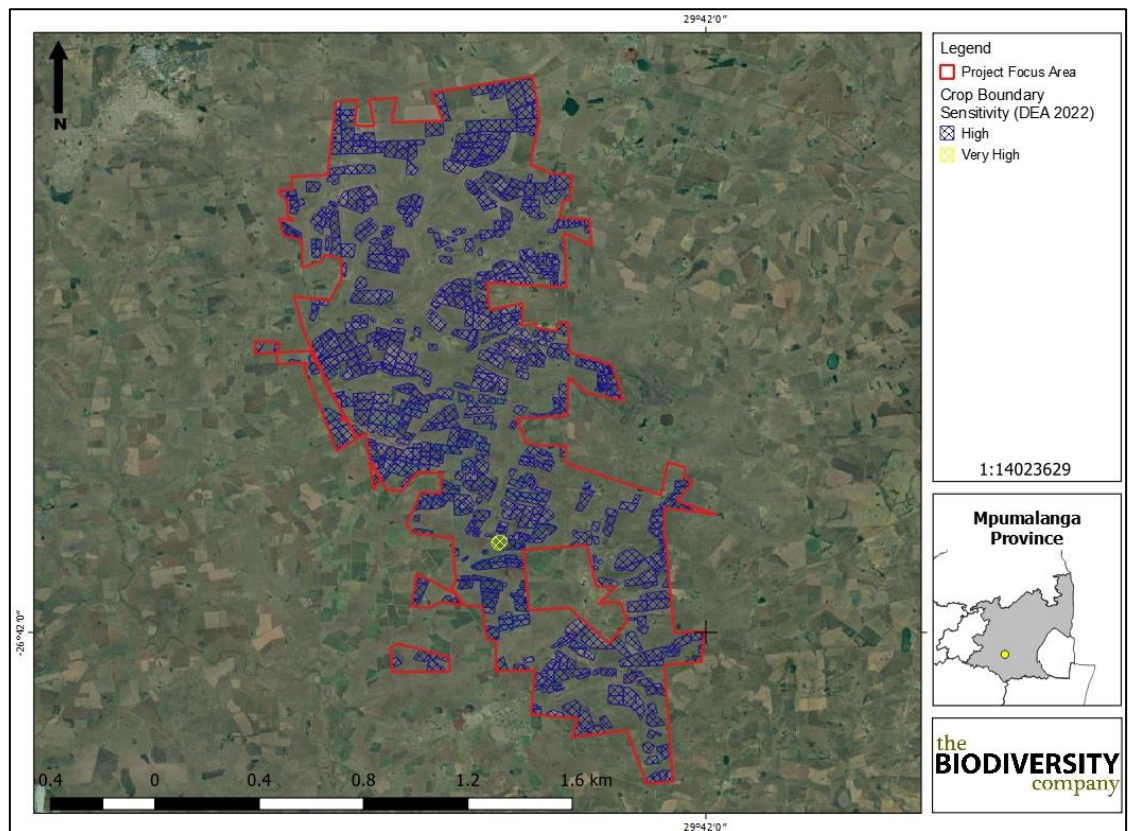 29°42'0"
N
-26°42'0"
0.4 0 0.4 0.8 1.2 1.6 km
29°42'0"
Legend
Project Focus Area
Crop Boundary
Sensitivity (DEA 2022)
High
Very High
1:14023629
Mpumalanga
Province
the
BIODIVERSITY
company